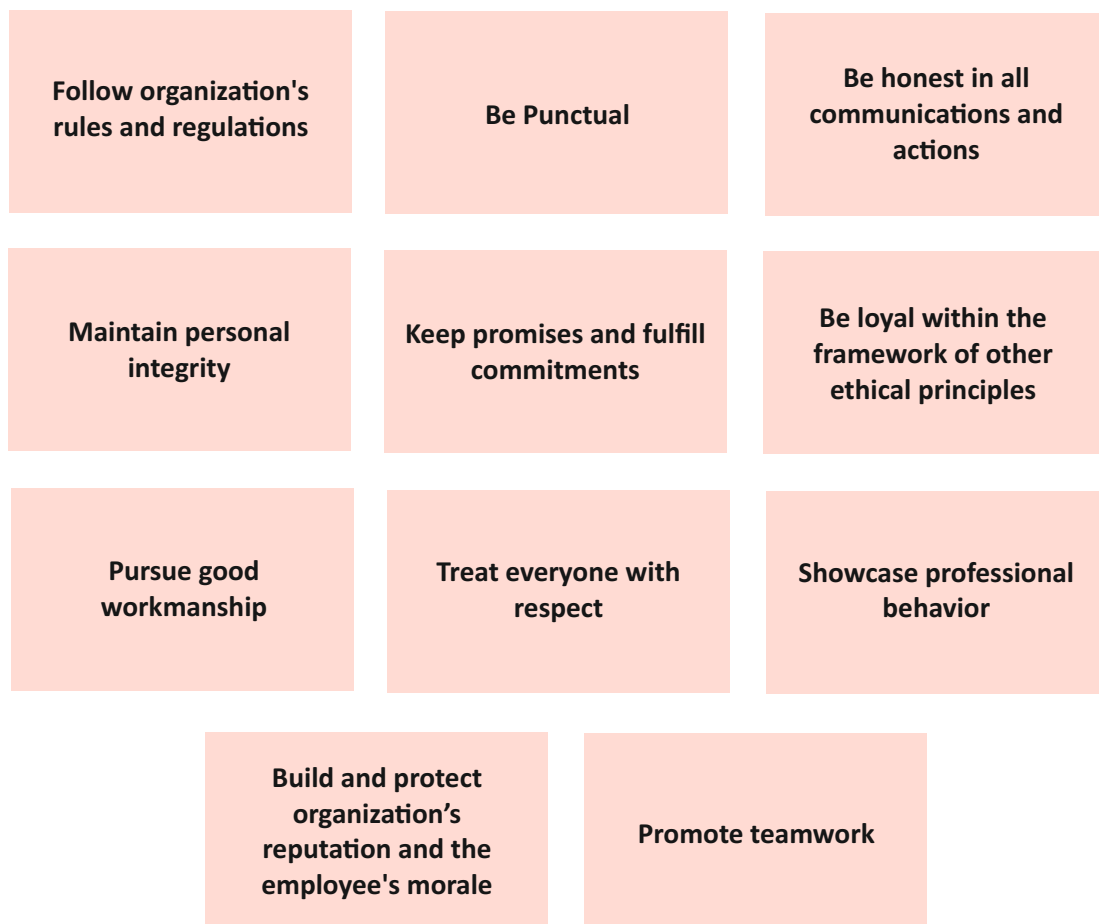 Follow organization's
rules and regulations
Be Punctual
Be honest in all
communications and
actions
Maintain personal
integrity
Keep promises and fulfill
commitments
Be loyal within the
framework of other
ethical principles
Pursue good
workmanship
Treat everyone with
respect
Showcase professional
behavior
Build and protect
organization’s
reputation and the
employee's morale
Promote teamwork